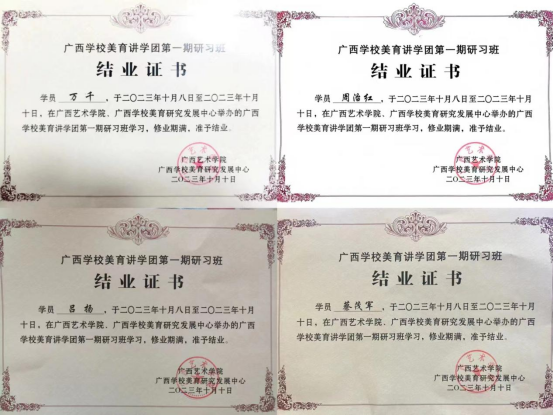 广西学校美育讲学团第一期研习班
结业证书
学员 万千 ，于二〇二三年十月八日至二〇二三年十月
十日，在广西艺术学院、广西学校美育研究发展中心举办的广西
学校美育讲学团第一期研习班学习，修业期满，准予结业。
广西艺术学院
广西学校美育研究发展中心
二〇二三年十月十日
广西学校美育讲学团第一期研习班
结业证书
学员 周治红 ，于二〇二三年十月八日至二〇二三年十月
十日，在广西艺术学院、广西学校美育研究发展中心举办的广西
学校美育讲学团第一期研习班学习，修业期满，准予结业。
广西艺术学院
广西学校美育研究发展中心
二〇二三年十月十日
广西学校美育讲学团第一期研习班
结业证书
学员 吕杨 ，于二〇二三年十月八日至二〇二三年十月
十日，在广西艺术学院、广西学校美育研究发展中心举办的广西
学校美育讲学团第一期研习班学习，修业期满，准予结业。
广西艺术学院
广西学校美育研究发展中心
二〇二三年十月十日
广西学校美育讲学团第一期研习班
结业证书
学员 蔡茂军 ，于二〇二三年十月八日至二〇二三年十月
十日，在广西艺术学院、广西学校美育研究发展中心举办的广西
学校美育讲学团第一期研习班学习，修业期满，准予结业。
广西艺术学院
广西学校美育研究发展中心
二〇二三年十月十日